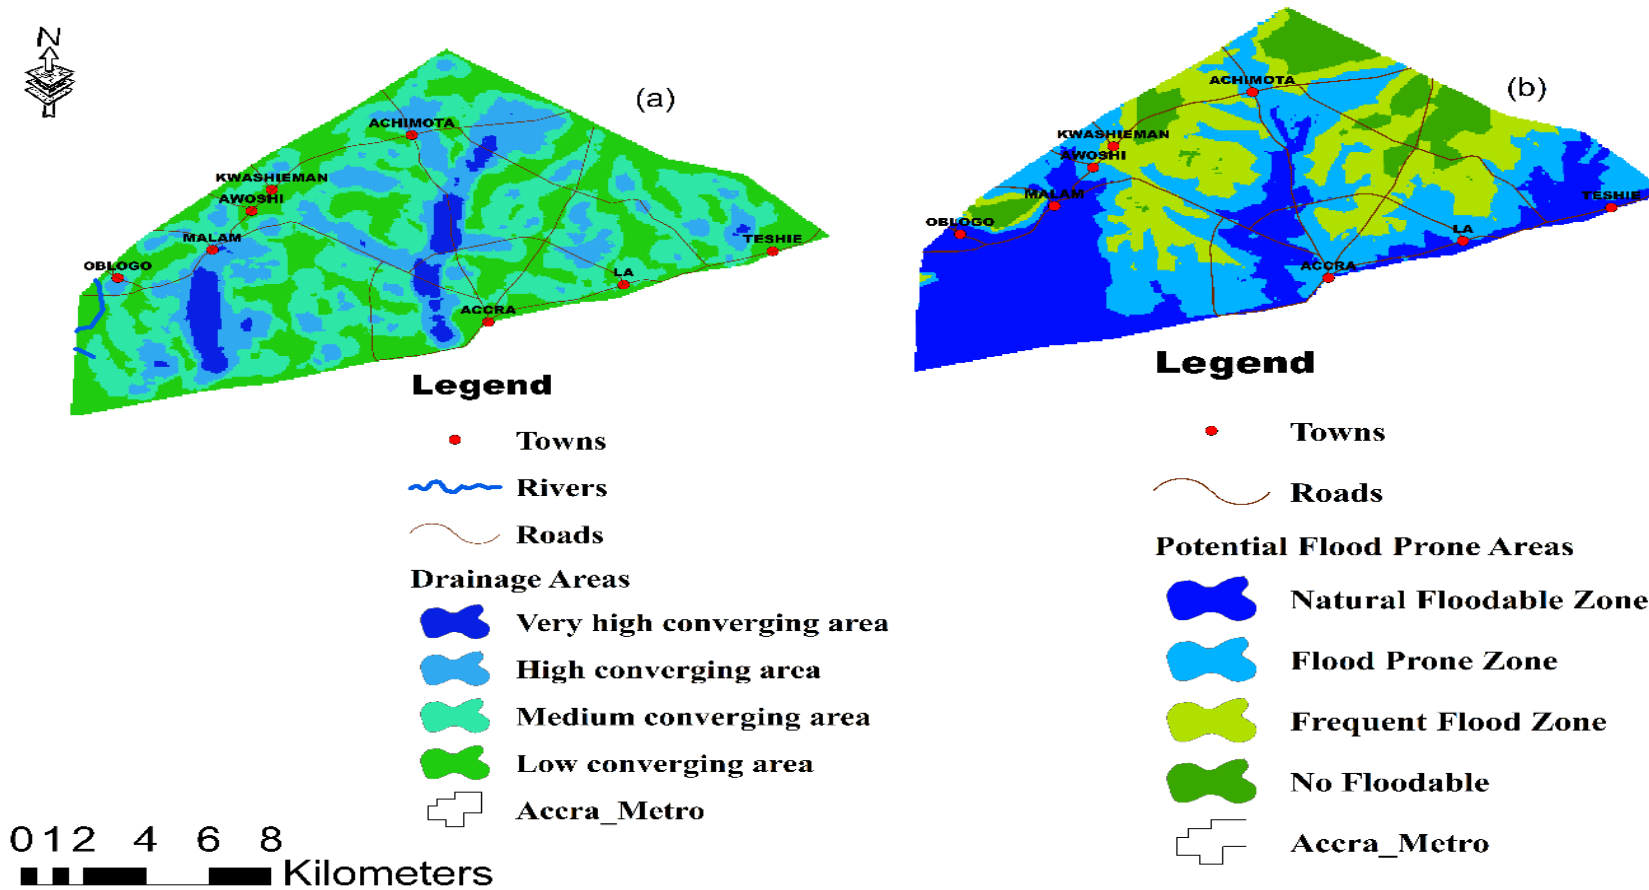 N
(a)
ACHIMOTA
KWASHIEMAN
AWOSHI
MALAM
OBLOGO
TESHIE
LA
ACCRA
Legend
Towns
Rivers
Roads
Drainage Areas
Very high converging area
High converging area
Medium converging area
Low converging area
Accra_Metro
0 1 2 4 6 8
Kilometers
(b)
ACHIMOTA
KWASHIEMAN
AWOSHI
MALAM
OBLOGO
TESHIE
LA
ACCRA
Legend
Towns
Roads
Potential Flood Prone Areas
Natural Floodable Zone
Flood Prone Zone
Frequent Flood Zone
No Floodable
Accra_Metro